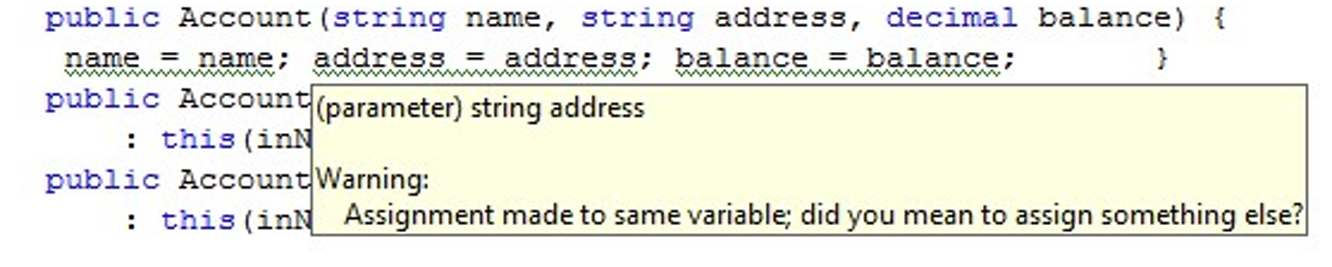 public Account(string name, string address, decimal balance) {
name = name; address = address; balance = balance; }
public Account
(parameter) string address
: this(inN
public Account
Warning:
: this(inN
Assignment made to same variable; did you mean to assign something else?